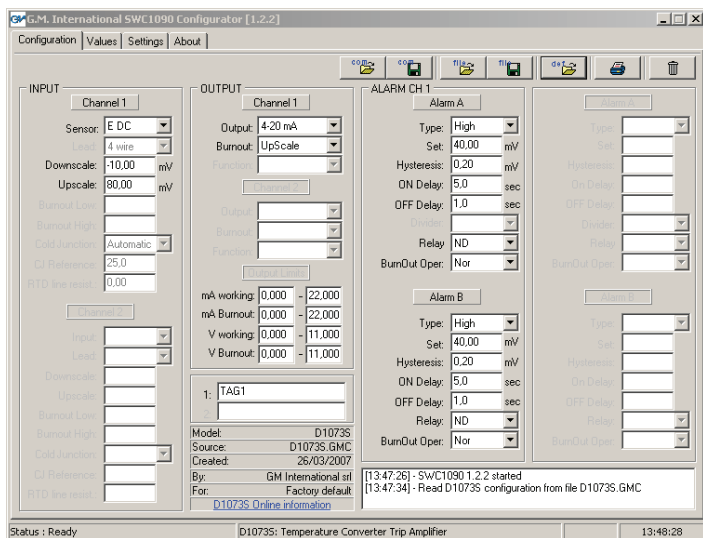 G.M. International SWC1090 Configurator [1.2.2]
Configuration Values Settings About
com com file file def
INPUT
Channel 1
Sensor: E DC
Lead: 4 wire
Downscale: -10,00 mV
Upscale: 80,00 mV
Burnout Low:
Burnout High:
Cold Junction: Automatic
CJ Reference: 25,0
RTD line resist.: 0,00
Channel 2
Input:
Lead:
Downscale:
Upscale:
Burnout Low:
Burnout High:
Cold Junction:
CJ Reference:
RTD line resist.:
OUTPUT
Channel 1
Output: 4-20 mA
Burnout: UpScale
Function:
Channel 2
Output:
Burnout:
Function:
Output Limits
mA working: 0,000 - 22,000
mA Burnout: 0,000 - 22,000
V working: 0,000 - 11,000
V Burnout: 0,000 - 11,000
1: TAG1
2:
Model: D1073S
Source: D1073S.GMC
Created: 26/03/2007
By: GM International srl
For: Factory default
D1073S Online information
ALARM CH 1
Alarm A
Type: High
Set: 40,00 mV
Hysteresis: 0,20 mV
ON Delay: 5,0 sec
OFF Delay: 1,0 sec
Divider:
Relay ND
BurnOut Oper: Nor
Alarm B
Type: High
Set: 40,00 mV
Hysteresis: 0,20 mV
ON Delay: 5,0 sec
OFF Delay: 1,0 sec
Relay: ND
BurnOut Oper: Nor
Alarm A
Type:
Set:
Hysteresis:
On Delay:
OFF Delay:
Divider:
Relay
BurnOut Oper:
Alarm B
Type:
Set:
Hysteresis:
On Delay:
OFF Delay:
Relay:
BurnOut Oper:
[13:47:26] - SWC1090 1.2.2 started
[13:47:34] - Read D1073S configuration from file D1073S.GMC
Status : Ready
D1073S: Temperature Converter Trip Amplifier
13:48:28